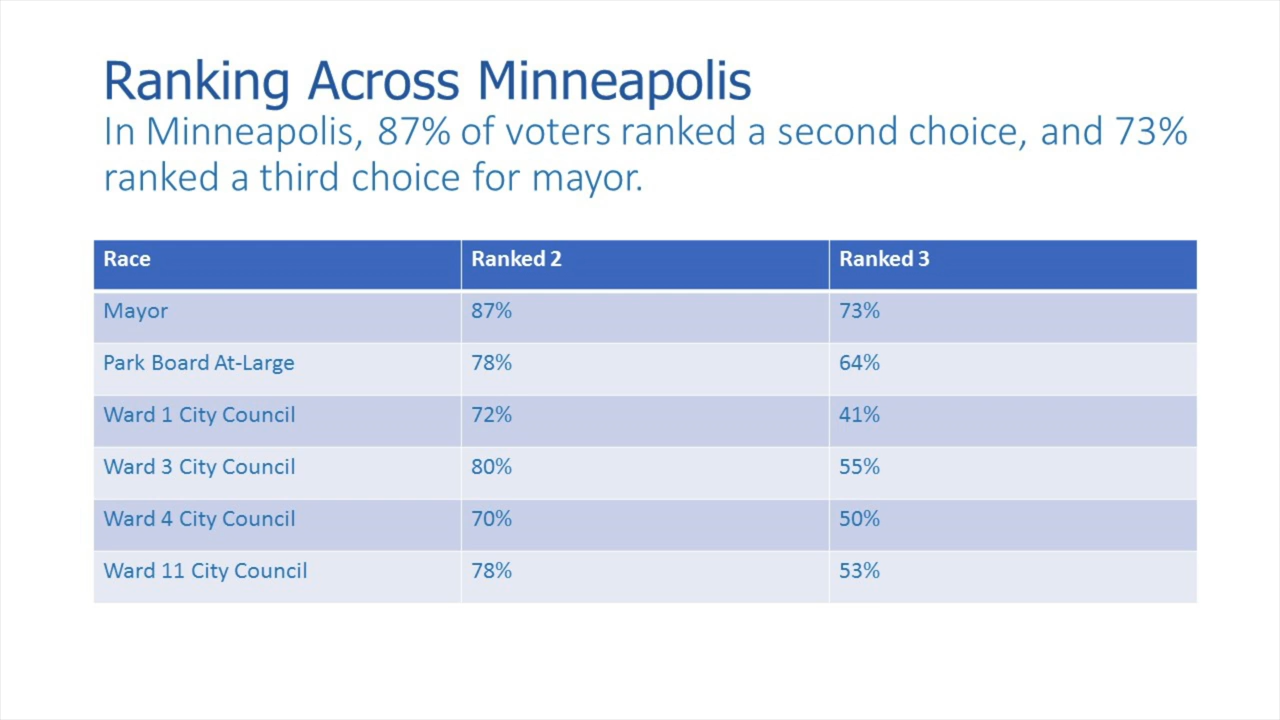 Ranking Across Minneapolis
In Minneapolis, 87% of voters ranked a second choice, and 73%
ranked a third choice for mayor.
Race Ranked 2 Ranked 3
Mayor 87% 73%
Park Board At-Large 78% 64%
Ward 1 City Council 72% 41%
Ward 3 City Council 80% 55%
Ward 4 City Council 70% 50%
Ward 11 City Council 78% 53%